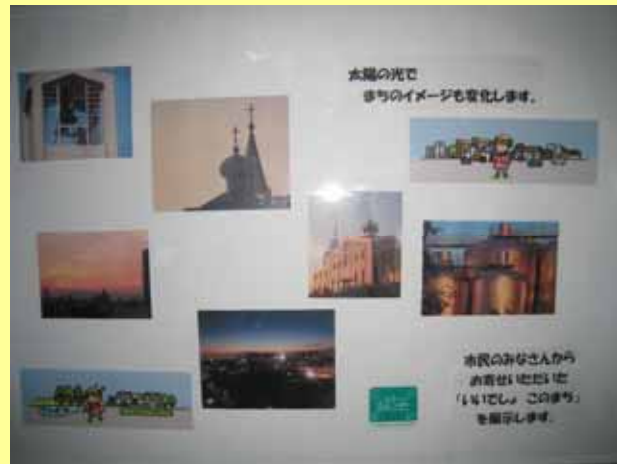 太陽の光で
まちのイメージも変化します。
市民のみなさんから
お寄せいただいた
「いいでしょ このまち」
を展示します。